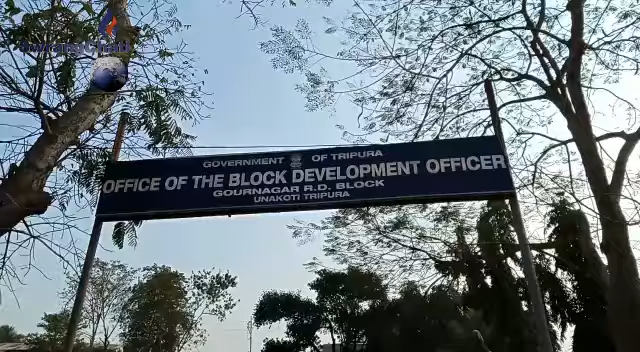 GOVERNMENT OF TRIPURA
OFFICE OF THE BLOCK DEVELOPMENT OFFICER
GOURNAGAR R.D. BLOCK
UNAKOTI TRIPURA